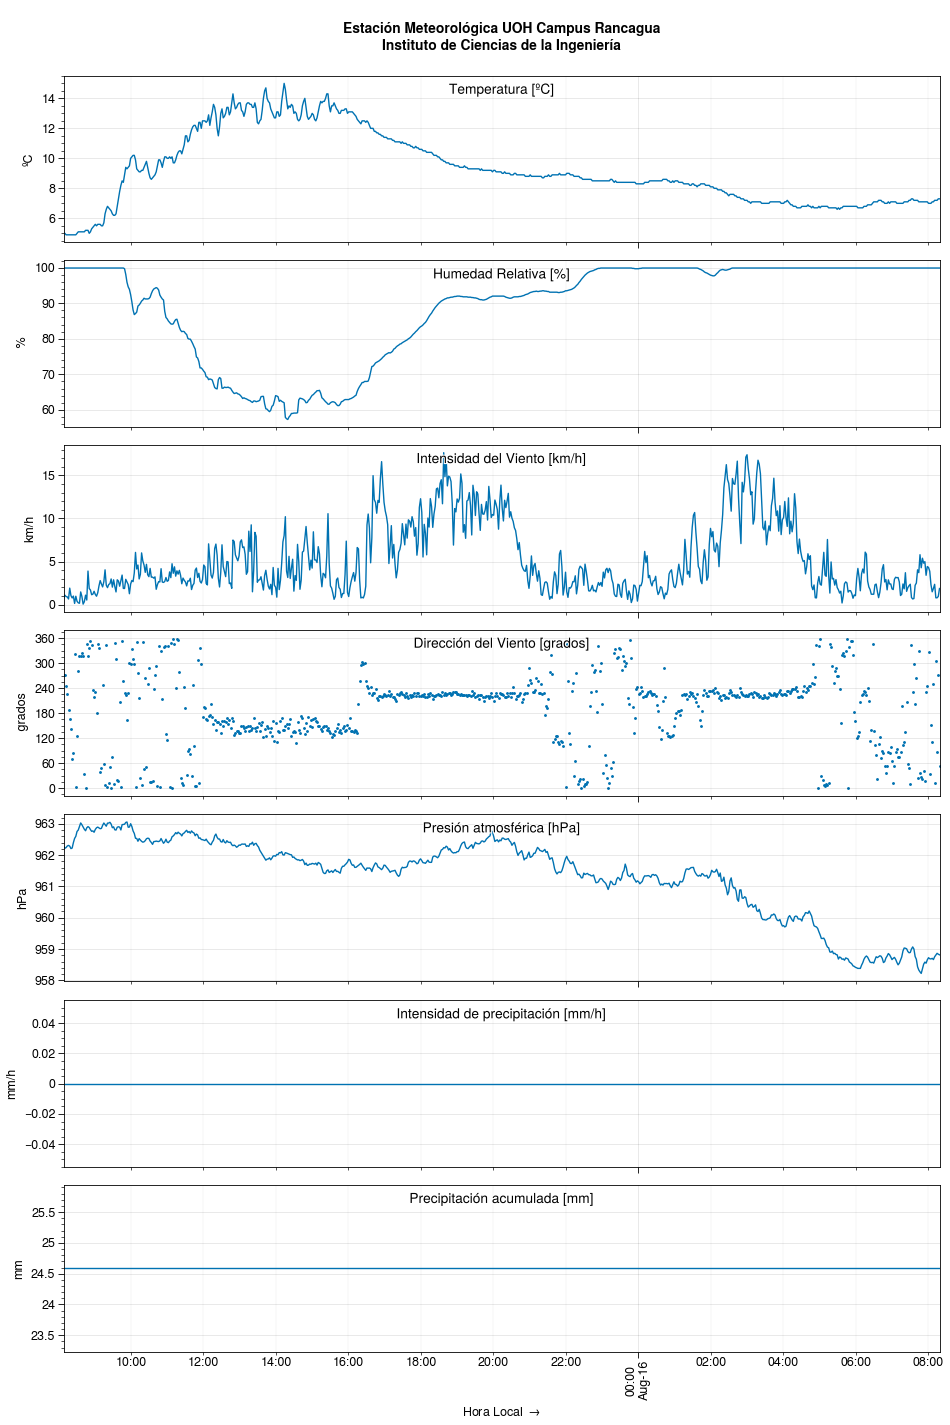 Estación Meteorológica UOH Campus Rancagua
Instituto de Ciencias de la Ingeniería
Temperatura [ºC]
14
12
10
8
6
ºC
Humedad Relativa [%]
100
90
80
70
60
%
Intensidad del Viento [km/h]
15
10
5
0
km/h
Dirección del Viento [grados]
360
300
240
180
120
60
0
grados
Presión atmosférica [hPa]
963
962
961
960
959
958
hPa
Intensidad de precipitación [mm/h]
0.04
0.02
0
−0.02
−0.04
mm/h
Precipitación acumulada [mm]
25.5
25
24.5
24
23.5
mm
10:00 12:00 14:00 16:00 18:00 20:00 22:00 00:00 02:00 04:00 06:00 08:00
Aug-16
Hora Local →